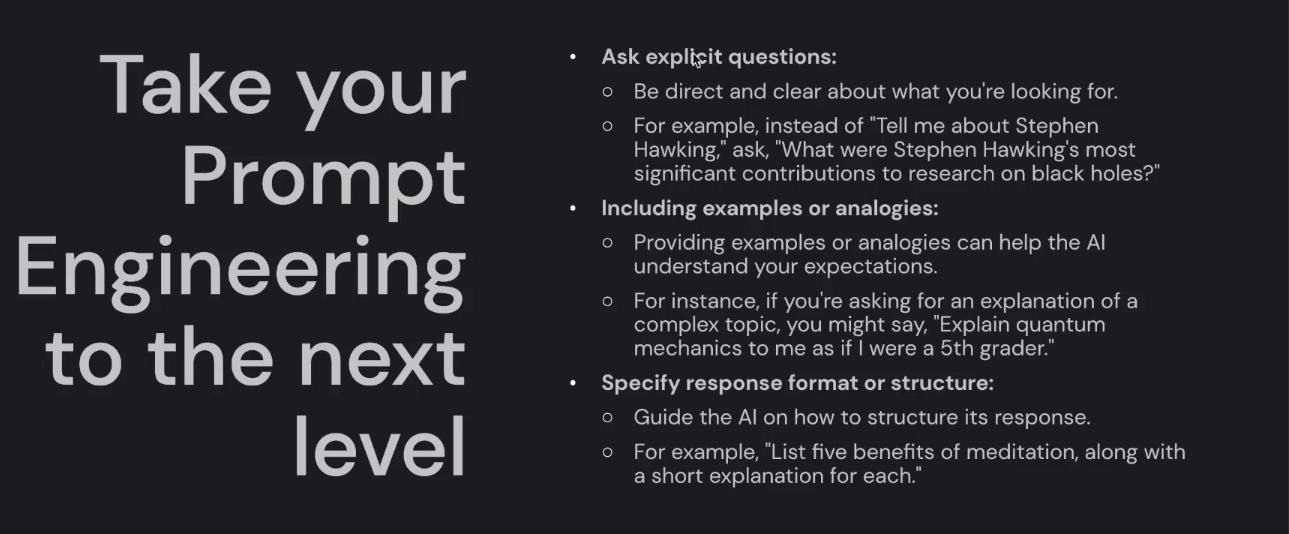 Take your
Prompt
Engineering
to the next
level
• Ask explicit questions:
○ Be direct and clear about what you're looking for.
○ For example, instead of "Tell me about Stephen
Hawking," ask, "What were Stephen Hawking's most
significant contributions to research on black holes?"
• Including examples or analogies:
○ Providing examples or analogies can help the AI
understand your expectations.
○ For instance, if you're asking for an explanation of a
complex topic, you might say, "Explain quantum
mechanics to me as if I were a 5th grader."
• Specify response format or structure:
○ Guide the AI on how to structure its response.
○ For example, "List five benefits of meditation, along with
a short explanation for each."